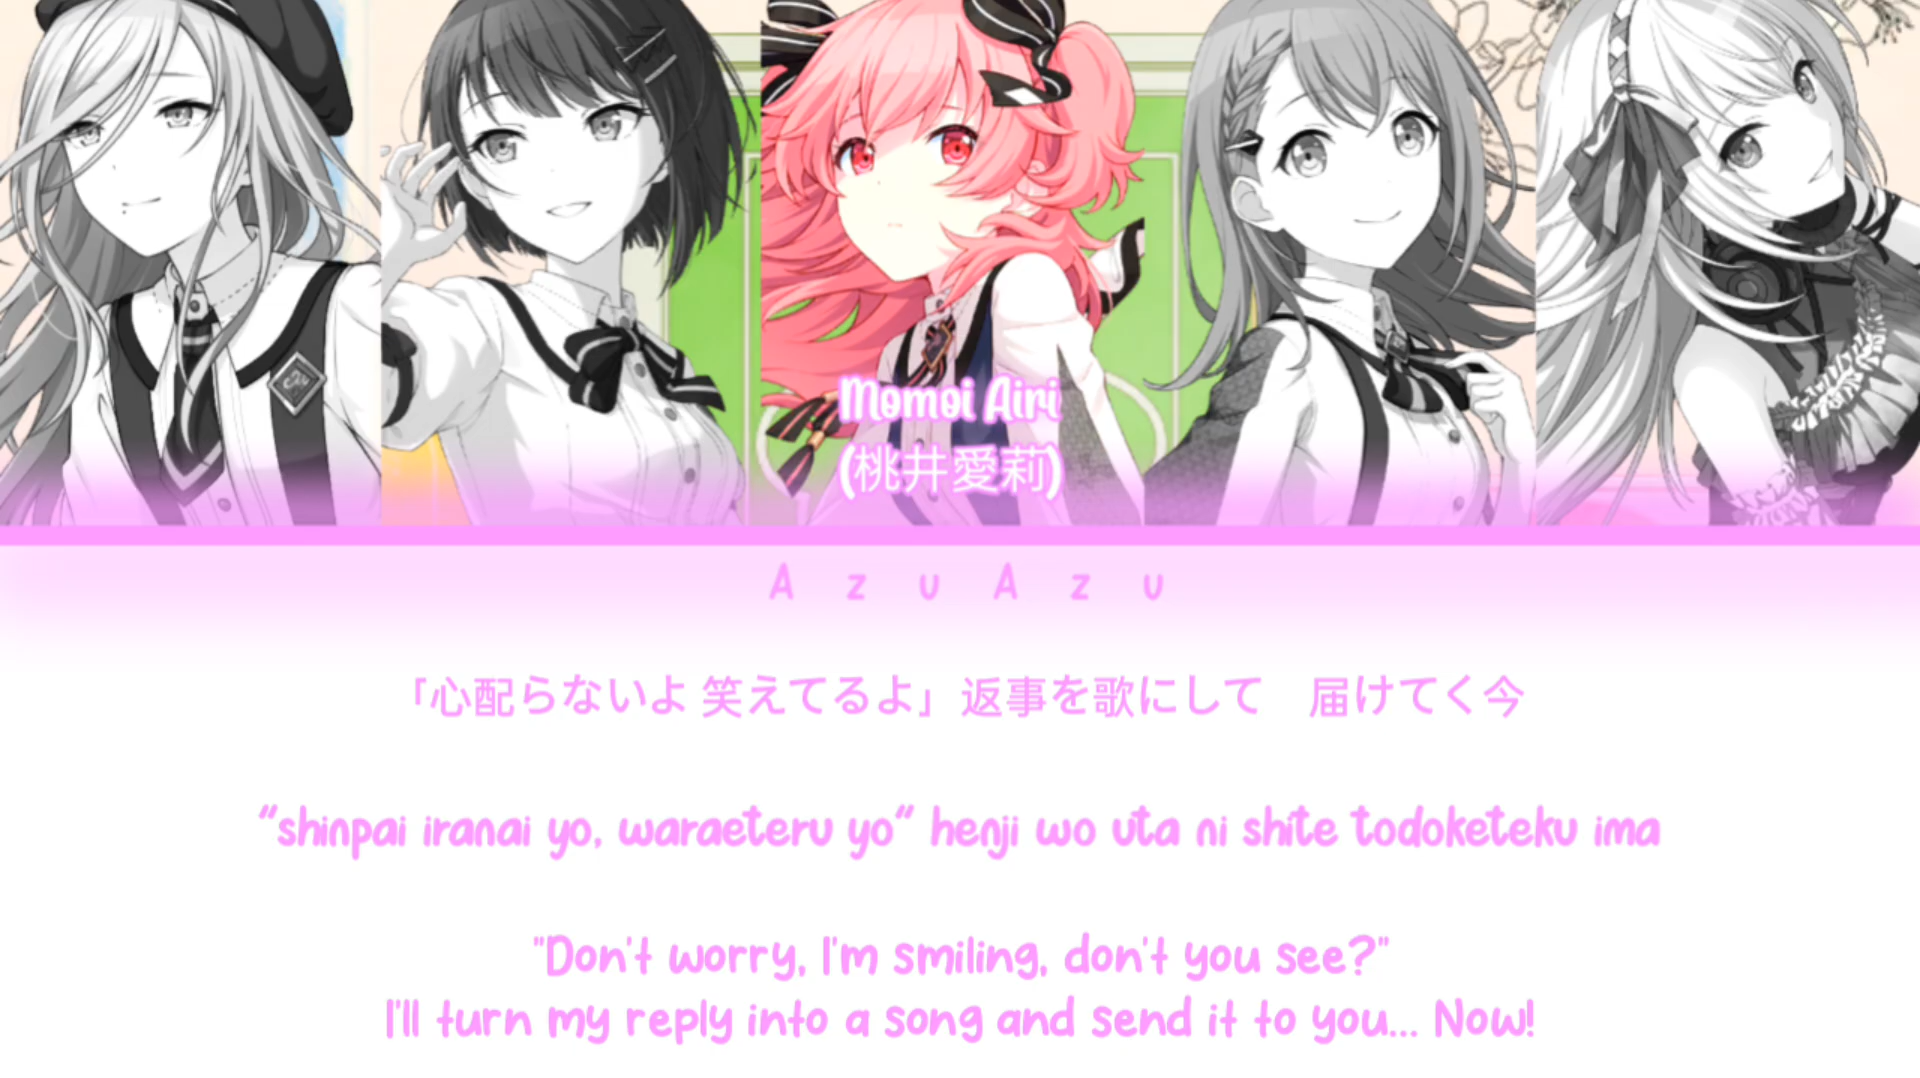 Momoi Airi
(桃井愛莉)
AzuAzu
「心配らないよ 笑えてるよ」返事を歌にして　届けてく今
“shinpai iranai yo, waraeteru yo“ henji wo uta ni shite todoketeku ima
"Don't worry, I'm smiling, don't you see?"
I'll turn my reply into a song and send it to you... Now!